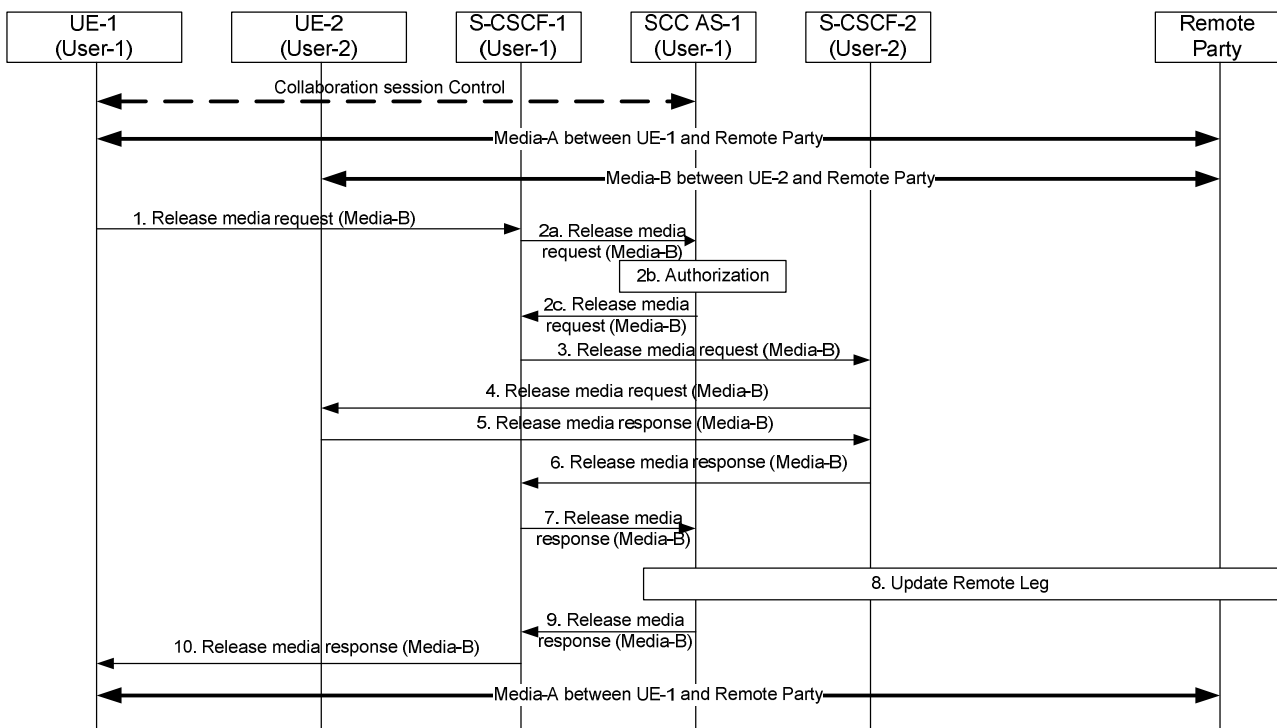 UE-1
(User-1)
UE-2
(User-2)
S-CSCF-1
(User-1)
SCC AS-1
(User-1)
S-CSCF-2
(User-2)
Remote
Party
Collaboration session Control
Media-A between UE-1 and Remote Party
Media-B between UE-2 and Remote Party
1. Release media request (Media-B)
2a. Release media
request (Media-B)
2b. Authorization
2c. Release media
request (Media-B)
3. Release media request (Media-B)
4. Release media request (Media-B)
5. Release media response (Media-B)
6. Release media response (Media-B)
7. Release media
response (Media-B)
8. Update Remote Leg
9. Release media
response (Media-B)
10. Release media response (Media-B)
Media-A between UE-1 and Remote Party